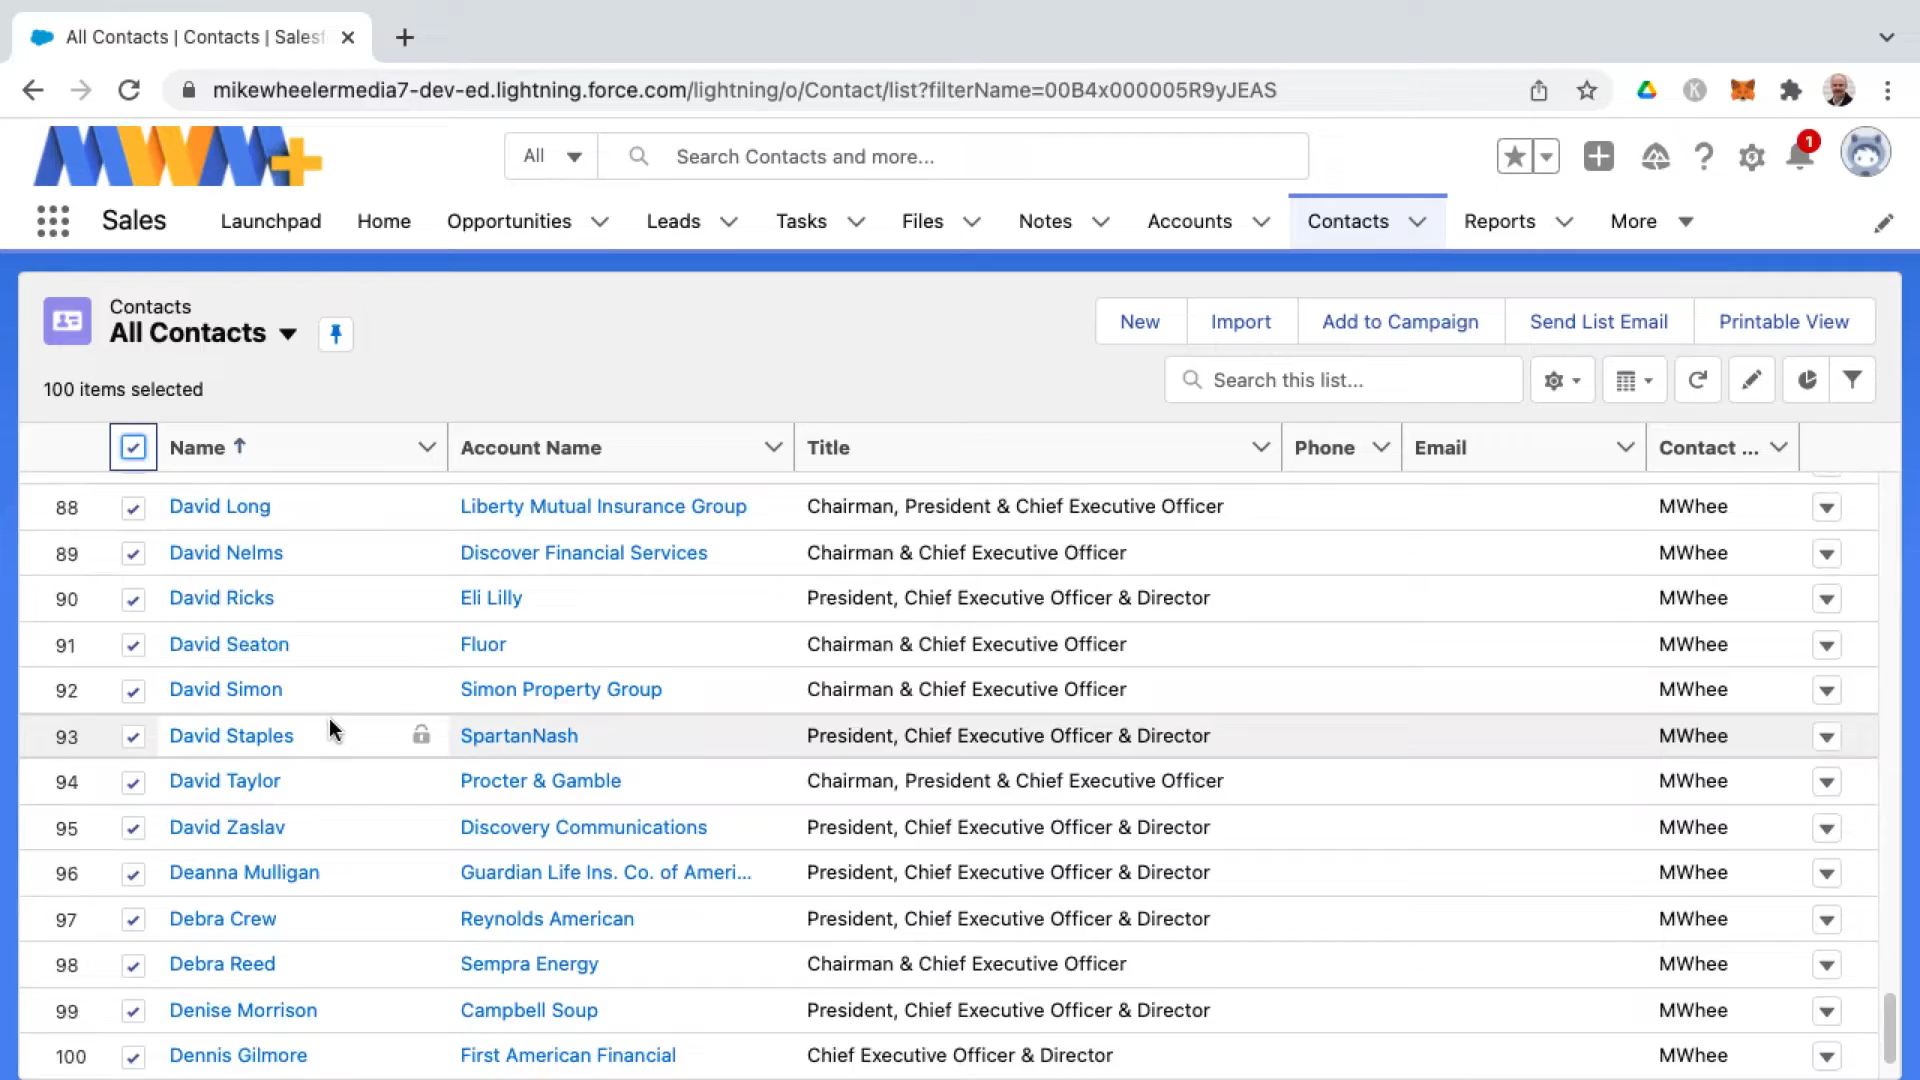 All Contacts | Contacts | Salesf
mikewheelermedia7-dev-ed.lightning.force.com/lightning/o/Contact/list?filterName=00B4x000005R9yJEAS
K
MWM+
All
Search Contacts and more...
1
Sales
Launchpad
Home
Opportunities
Leads
Tasks
Files
Notes
Accounts
Contacts
Reports
More
Contacts
All Contacts
New
Import
Add to Campaign
Send List Email
Printable View
100 items selected
Search this list...
Name Account Name Title Phone Email Contact ...
88 David Long Liberty Mutual Insurance Group Chairman, President & Chief Executive Officer MWhee
89 David Nelms Discover Financial Services Chairman & Chief Executive Officer MWhee
90 David Ricks Eli Lilly President, Chief Executive Officer & Director MWhee
91 David Seaton Fluor Chairman & Chief Executive Officer MWhee
92 David Simon Simon Property Group Chairman & Chief Executive Officer MWhee
93 David Staples SpartanNash President, Chief Executive Officer & Director MWhee
94 David Taylor Procter & Gamble Chairman, President & Chief Executive Officer MWhee
95 David Zaslav Discovery Communications President, Chief Executive Officer & Director MWhee
96 Deanna Mulligan Guardian Life Ins. Co. of Ameri... President, Chief Executive Officer & Director MWhee
97 Debra Crew Reynolds American President, Chief Executive Officer & Director MWhee
98 Debra Reed Sempra Energy Chairman & Chief Executive Officer MWhee
99 Denise Morrison Campbell Soup President, Chief Executive Officer & Director MWhee
100 Dennis Gilmore First American Financial Chief Executive Officer & Director MWhee